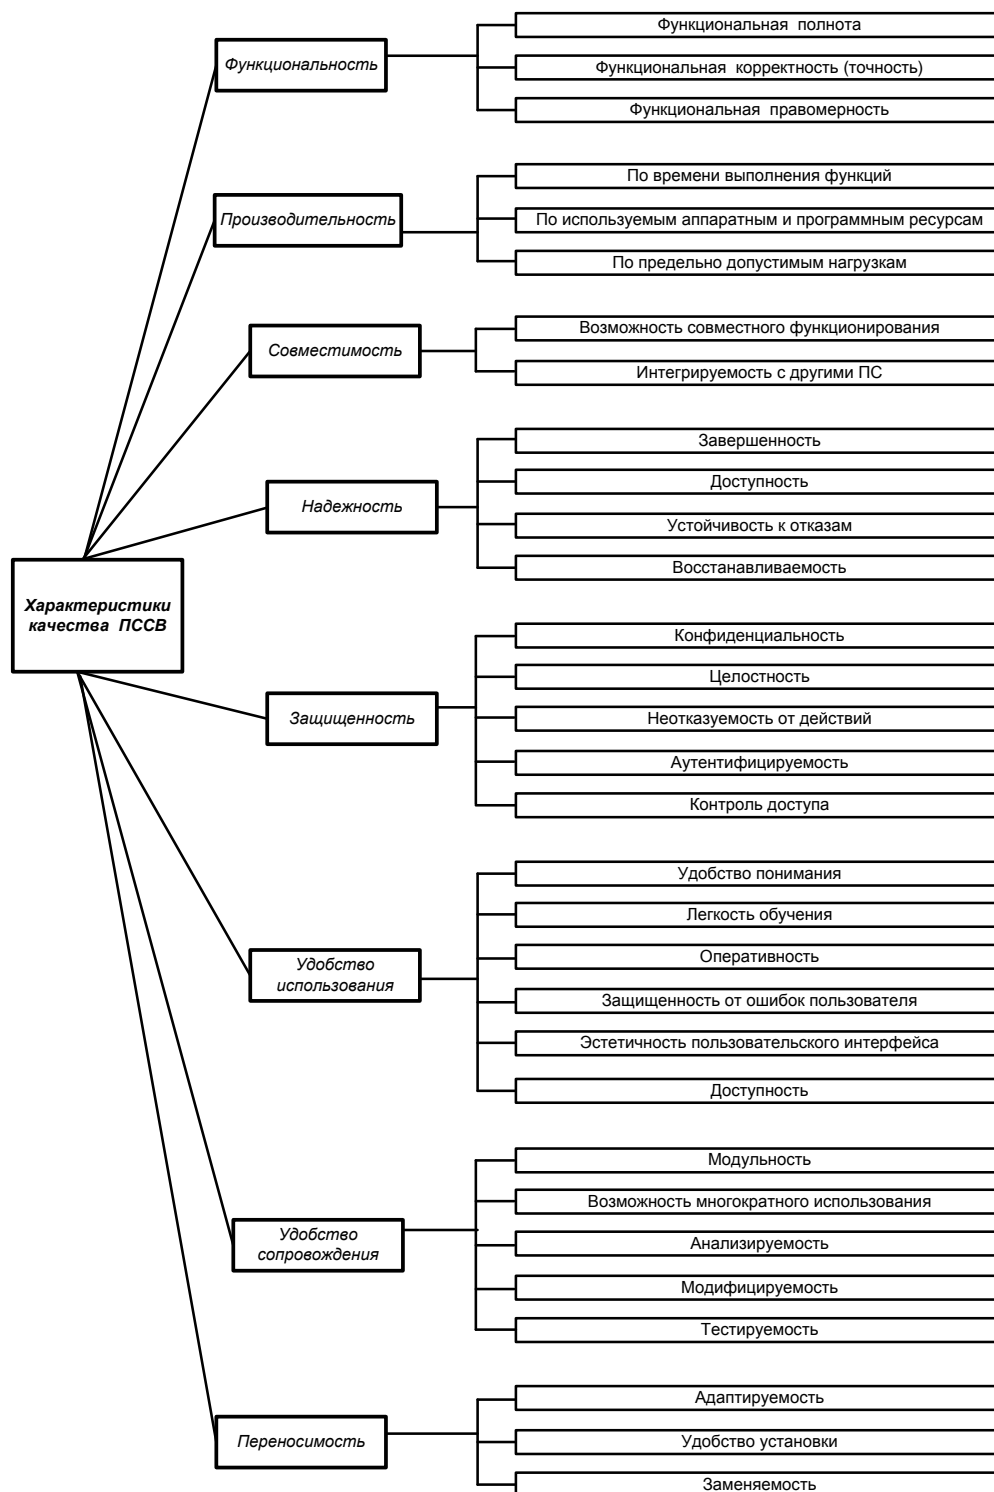 Функциональная полнота
Функциональность
Функциональная корректность (точность)
Функциональная правомерность
По времени выполнения функций
Производительность
По используемым аппаратным и программным ресурсам
По предельно допустимым нагрузкам
Возможность совместного функционирования
Совместимость
Интегрируемость с другими ПС
Завершенность
Доступность
Надежность
Устойчивость к отказам
Восстанавливаемость
Характеристики
качества ПССВ
Конфиденциальность
Целостность
Защищенность
Неотказуемость от действий
Аутентифицируемость
Контроль доступа
Удобство понимания
Легкость обучения
Оперативность
Удобство
использования
Защищенность от ошибок пользователя
Эстетичность пользовательского интерфейса
Доступность
Модульность
Возможность многократного использования
Удобство
сопровождения
Анализируемость
Модифицируемость
Тестируемость
Адаптируемость
Переносимость
Удобство установки
Заменяемость